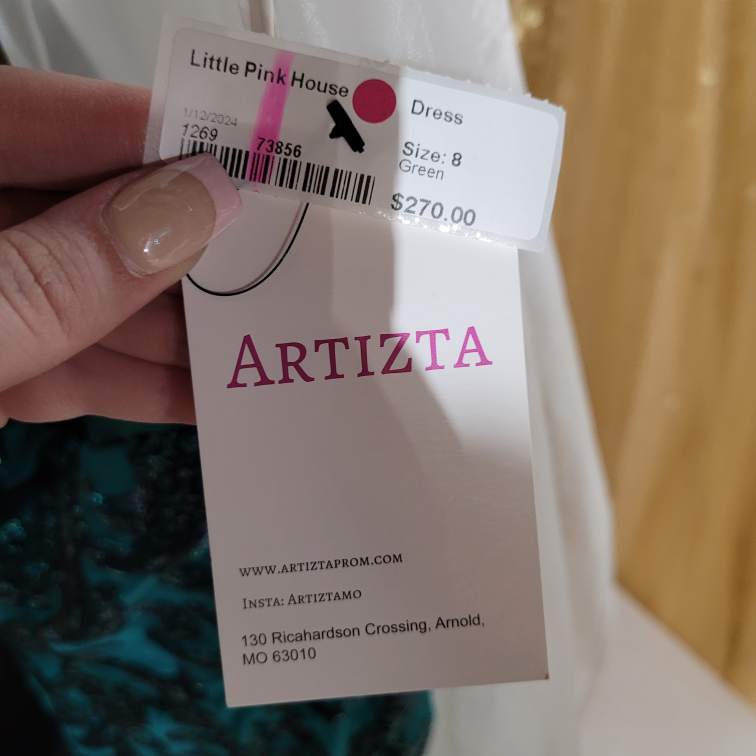 Little Pink House
Dress
1/12/2024
1269
73856
Size: 8
Green
$270.00
ARTIZTA
WWW.ARTIZTAPROM.COM
INSTA: ARTIZTAMO
130 Ricahardson Crossing, Arnold,
MO 63010